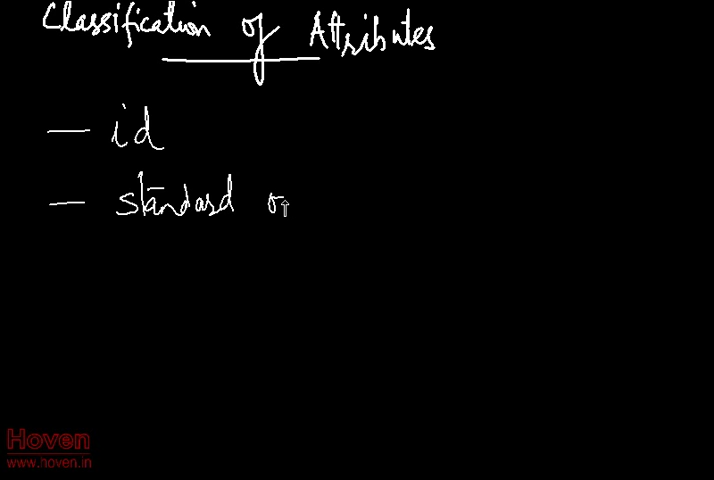 Classification of Attributes
— id
— standard o
Hoven
www.hoven.in